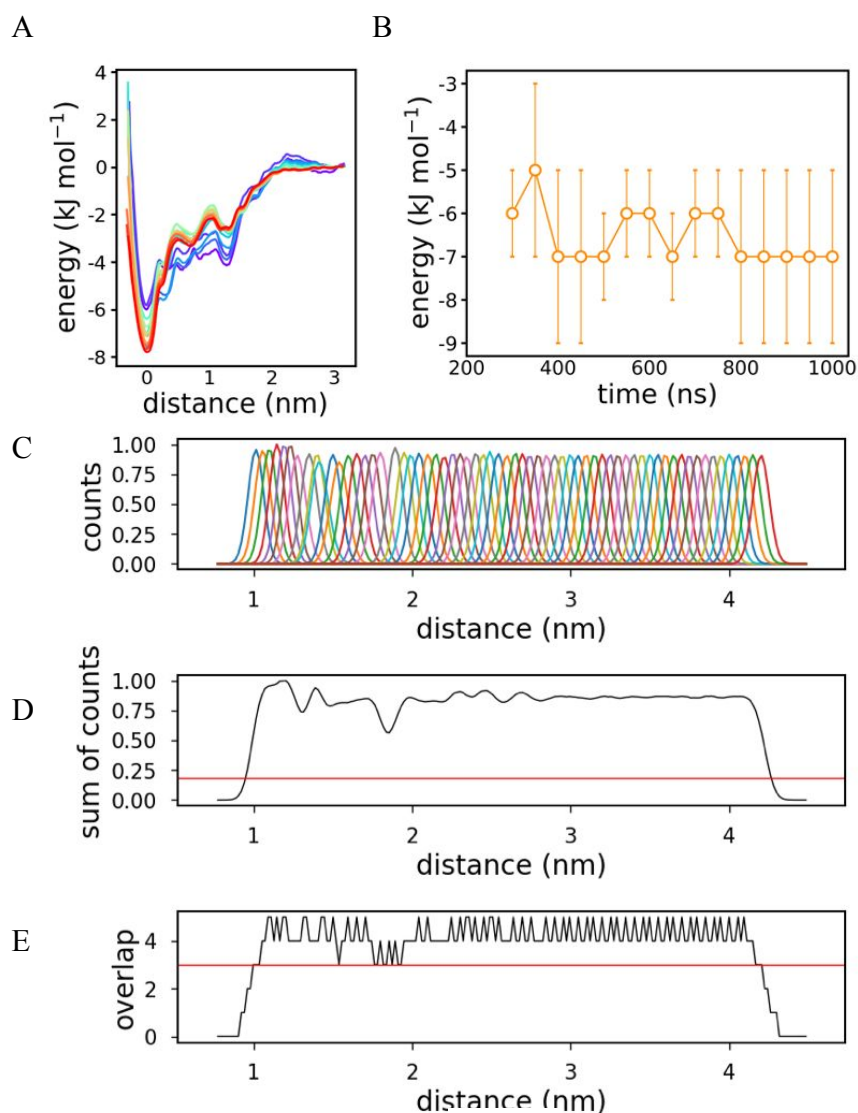 A
B
4
2
0
-2
-4
-6
-8
energy (kJ mol⁻¹)
0 1 2 3
distance (nm)
-3
-4
-5
-6
-7
-8
-9
energy (kJ mol⁻¹)
200 400 600 800 1000
time (ns)
C
1.00
0.75
0.50
0.25
0.00
counts
1 2 3 4
distance (nm)
D
1.00
0.75
0.50
0.25
0.00
sum of counts
1 2 3 4
distance (nm)
E
4
2
0
overlap
1 2 3 4
distance (nm)